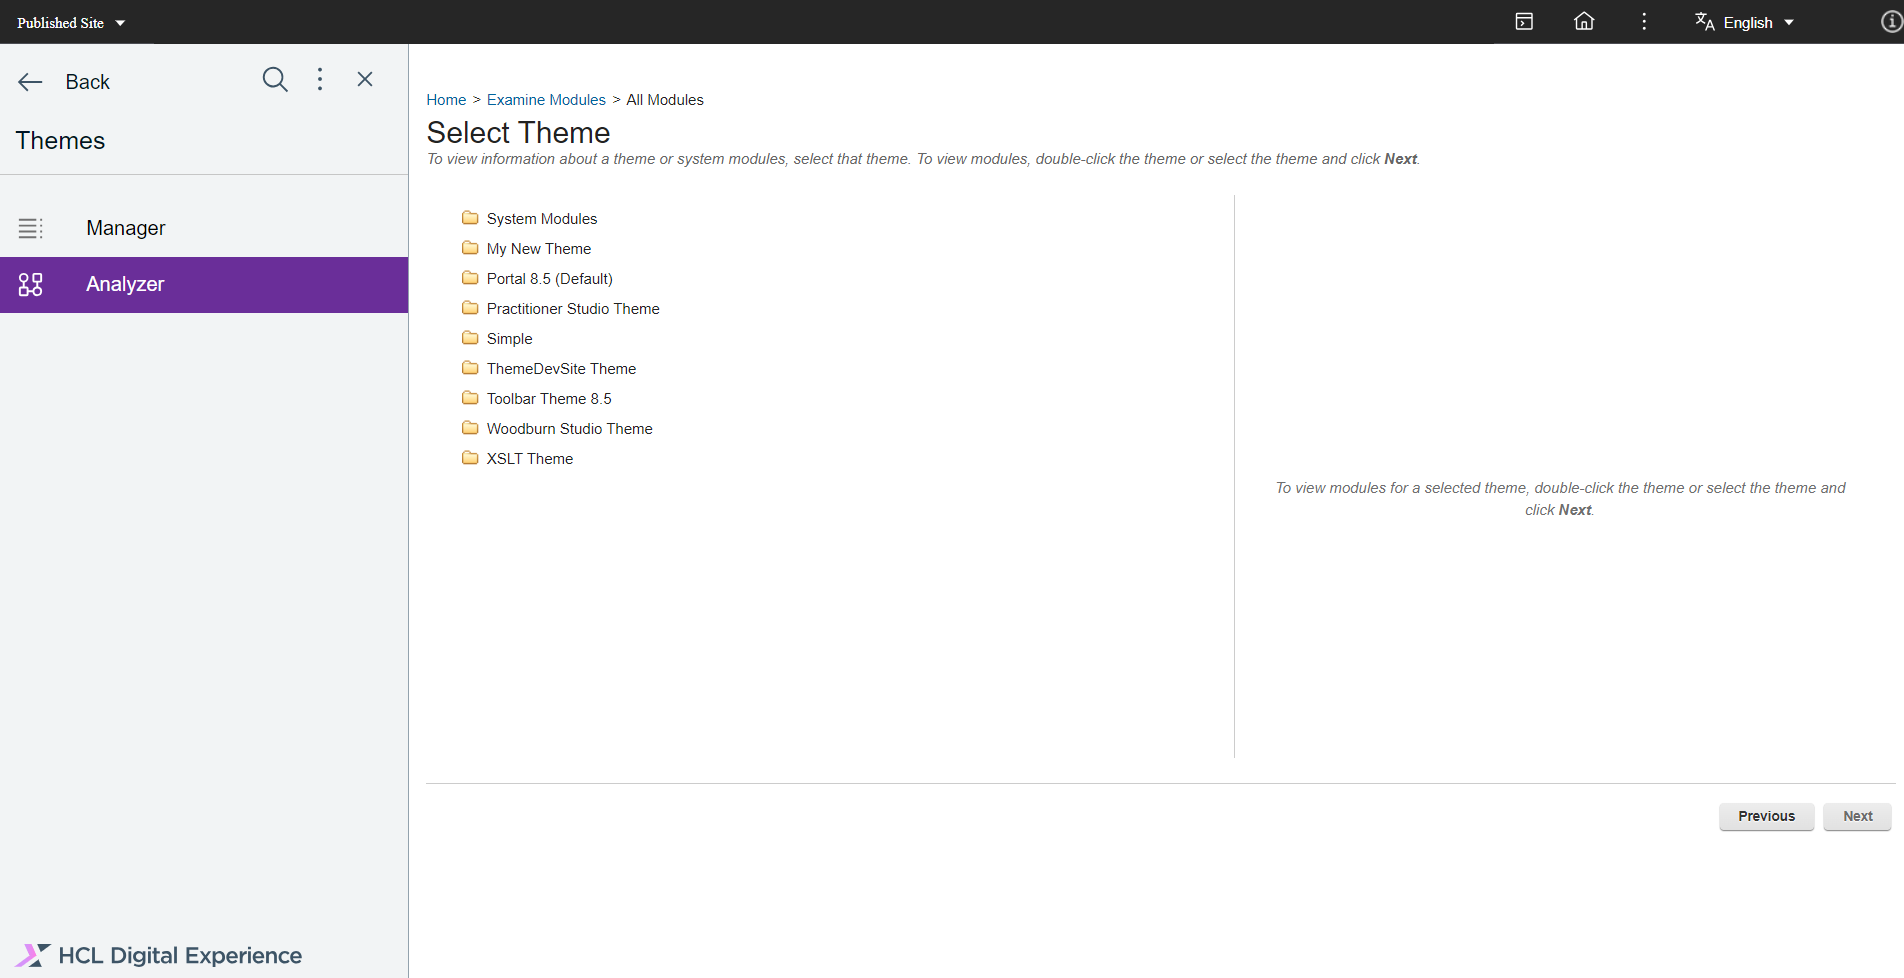 Published Site
English
Back
Themes
Manager
Analyzer
Home > Examine Modules > All Modules
Select Theme
To view information about a theme or system modules, select that theme. To view modules, double-click the theme or select the theme and click Next.
System Modules
My New Theme
Portal 8.5 (Default)
Practitioner Studio Theme
Simple
ThemeDevSite Theme
Toolbar Theme 8.5
Woodburn Studio Theme
XSLT Theme
To view modules for a selected theme, double-click the theme or select the theme and
click Next.
Previous
Next
HCL Digital Experience